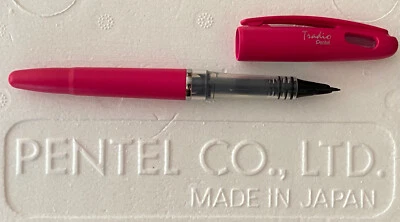 Tradio
Pentel
PENTEL CO., LTD.
MADE IN JAPAN